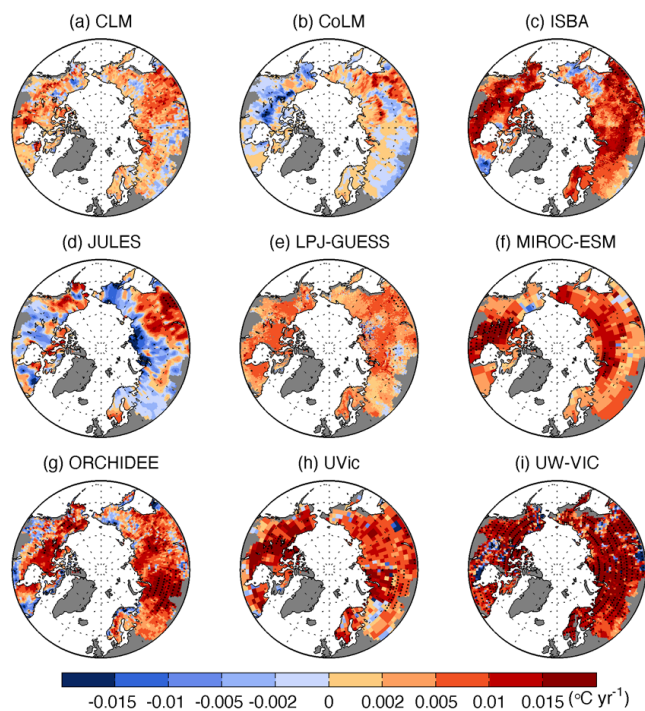 (a) CLM
(b) CoLM
(c) ISBA
(d) JULES
(e) LPJ-GUESS
(f) MIROC-ESM
(g) ORCHIDEE
(h) UVic
(i) UW-VIC
-0.015 -0.01 -0.005 -0.002 0 0.002 0.005 0.01 0.015 (°C yr⁻¹)